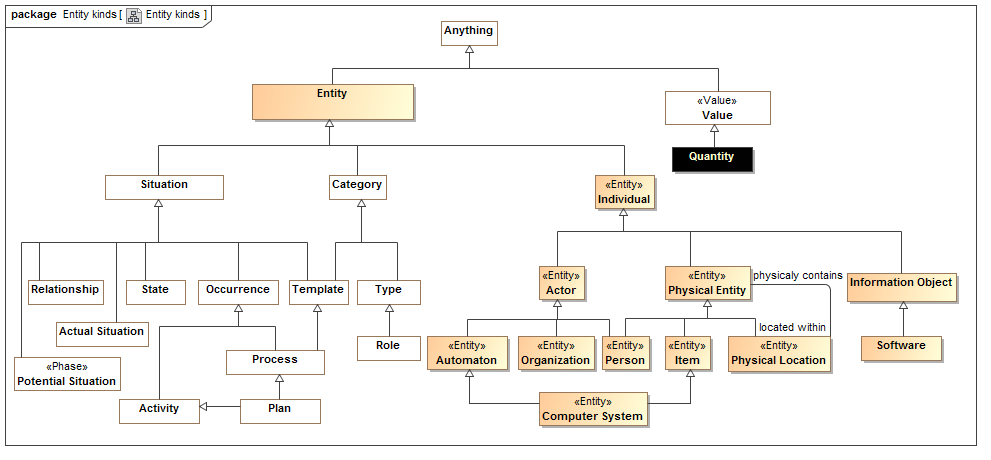 package Entity kinds [ Entity kinds ]
Anything
Entity
«Value»
Value
Quantity
Situation
Category
«Entity»
Individual
Relationship
State
Occurrence
Template
Type
«Entity»
Actor
«Entity»
Physical Entity
physicaly contains
Information Object
Actual Situation
located within
Role
«Entity»
Automaton
«Entity»
Organization
«Entity»
Person
«Entity»
Item
«Entity»
Physical Location
Software
Process
«Phase»
Potential Situation
Activity
Plan
«Entity»
Computer System